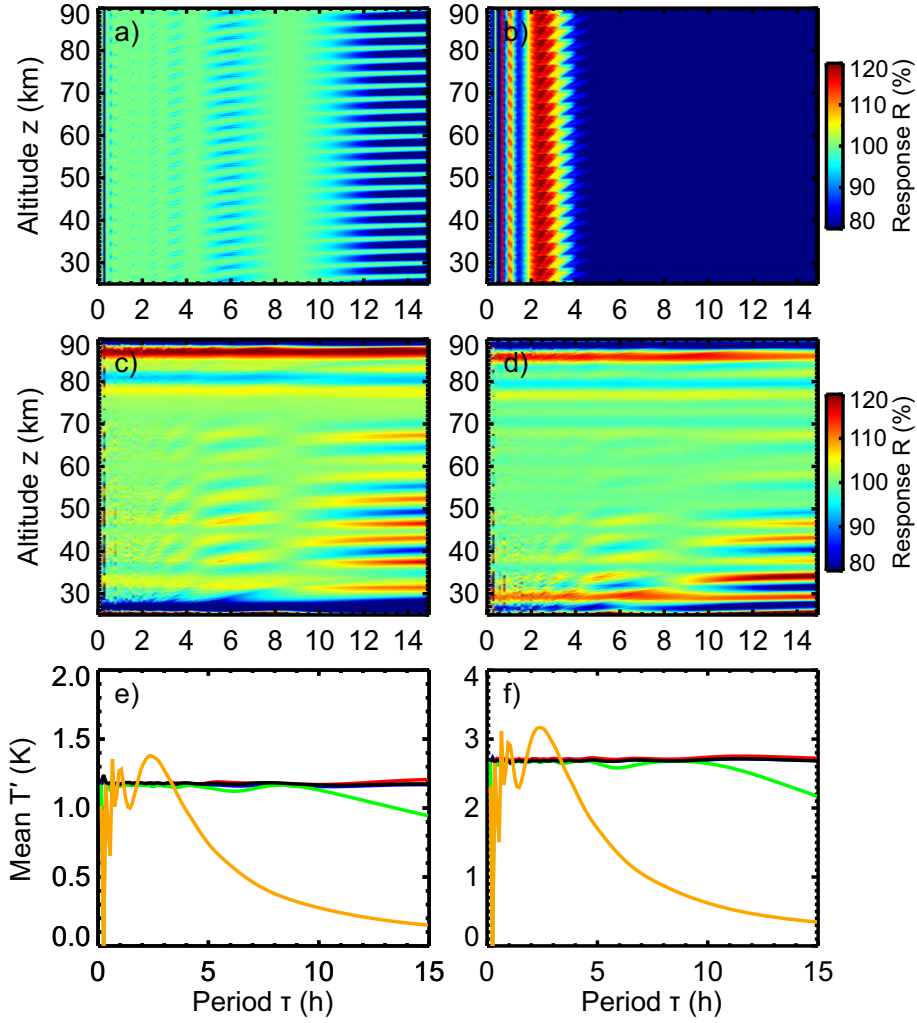 a)
b)
90
80
70
60
50
40
30
Altitude z (km)
0 2 4 6 8 10 12 14
90
80
70
60
50
40
30
0 2 4 6 8 10 12 14
120
110
100
90
80
Response R (%)
c)
d)
90
80
70
60
50
40
30
Altitude z (km)
0 2 4 6 8 10 12 14
90
80
70
60
50
40
30
0 2 4 6 8 10 12 14
120
110
100
90
80
Response R (%)
e)
f)
2.0
1.5
1.0
0.5
0.0
Mean T′ (K)
0 5 10 15
Period τ (h)
4
3
2
1
0
0 5 10 15
Period τ (h)